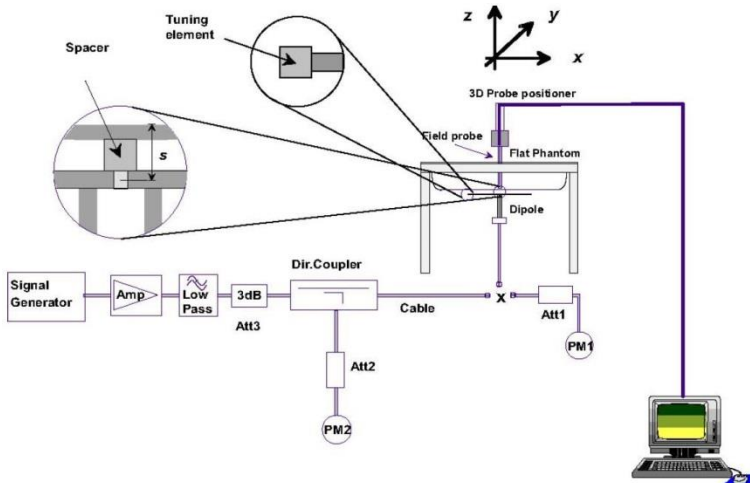 Tuning
element
Spacer
s
z
y
x
3D Probe positioner
Field probe
Flat Phantom
Dipole
Signal
Generator
Amp
Low
Pass
3dB
Att3
Dir.Coupler
Cable
x
Att1
PM1
Att2
PM2